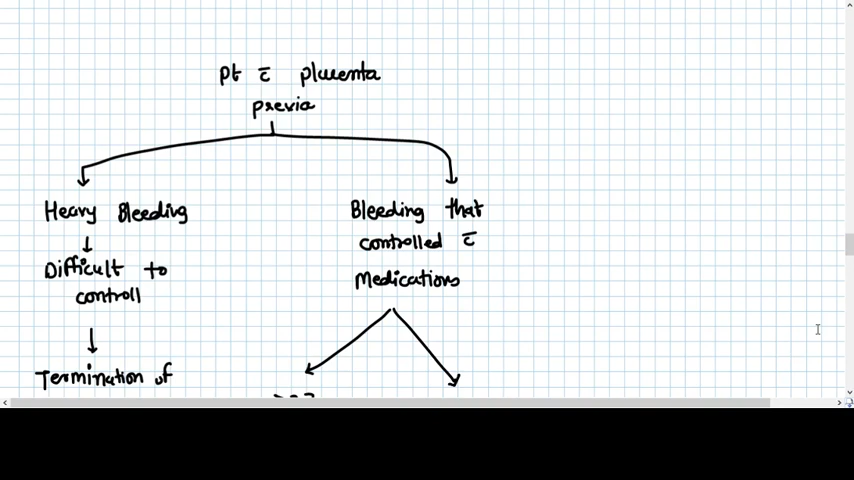 pt c̄ placenta
previa
Heavy Bleeding
Difficult to
controll
Termination of
Bleeding that
controlled c̄
Medications